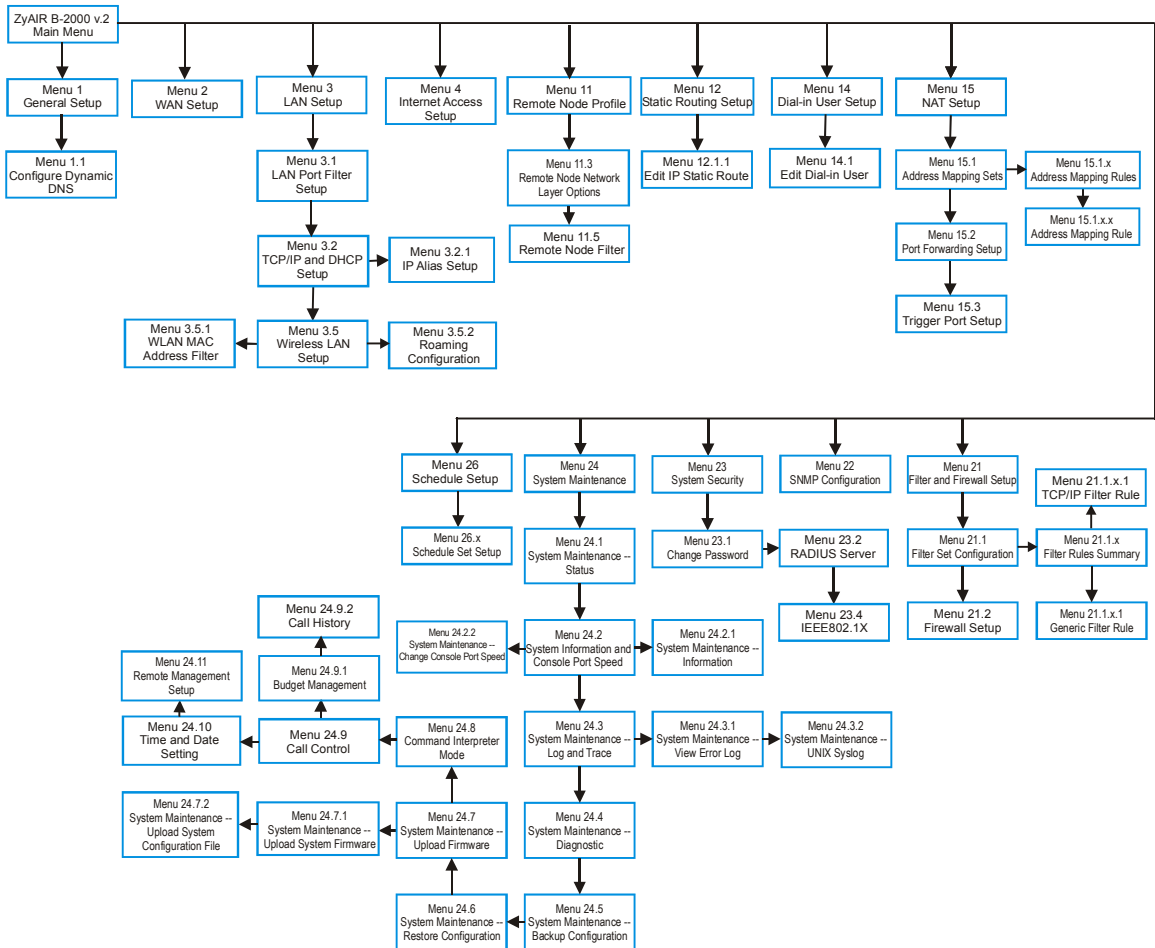 ZyAIR B-2000 v.2
Main Menu
Menu 1
General Setup
Menu 2
WAN Setup
Menu 3
LAN Setup
Menu 4
Internet Access
Setup
Menu 11
Remote Node Profile
Menu 12
Static Routing Setup
Menu 14
Dial-in User Setup
Menu 15
NAT Setup
Menu 1.1
Configure Dynamic
DNS
Menu 3.1
LAN Port Filter
Setup
Menu 11.3
Remote Node Network
Layer Options
Menu 12.1.1
Edit IP Static Route
Menu 14.1
Edit Dial-in User
Menu 15.1
Address Mapping Sets
Menu 15.1.x
Address Mapping Rules
Menu 15.1.x.x
Address Mapping Rule
Menu 3.2
TCP/IP and DHCP
Setup
Menu 3.2.1
IP Alias Setup
Menu 11.5
Remote Node Filter
Menu 15.2
Port Forwarding Setup
Menu 15.3
Trigger Port Setup
Menu 3.5.1
WLAN MAC
Address Filter
Menu 3.5
Wireless LAN
Setup
Menu 3.5.2
Roaming
Configuration
Menu 26
Schedule Setup
Menu 24
System Maintenance
Menu 23
System Security
Menu 22
SNMP Configuration
Menu 21
Filter and Firewall Setup
Menu 21.1.x.1
TCP/IP Filter Rule
Menu 26.x
Schedule Set Setup
Menu 24.1
System Maintenance --
Status
Menu 23.1
Change Password
Menu 23.2
RADIUS Server
Menu 21.1
Filter Set Configuration
Menu 21.1.x
Filter Rules Summary
Menu 23.4
IEEE802.1X
Menu 21.2
Firewall Setup
Menu 21.1.x.1
Generic Filter Rule
Menu 24.9.2
Call History
Menu 24.2.2
System Maintenance --
Change Console Port Speed
Menu 24.2
System Information and
Console Port Speed
Menu 24.2.1
System Maintenance --
Information
Menu 24.11
Remote Management
Setup
Menu 24.9.1
Budget Management
Menu 24.10
Time and Date
Setting
Menu 24.9
Call Control
Menu 24.8
Command Interpreter
Mode
Menu 24.3
System Maintenance --
Log and Trace
Menu 24.3.1
System Maintenance --
View Error Log
Menu 24.3.2
System Maintenance --
UNIX Syslog
Menu 24.7.2
System Maintenance --
Upload System
Configuration File
Menu 24.7.1
System Maintenance --
Upload System Firmware
Menu 24.7
System Maintenance --
Upload Firmware
Menu 24.4
System Maintenance --
Diagnostic
Menu 24.6
System Maintenance --
Restore Configuration
Menu 24.5
System Maintenance --
Backup Configuration